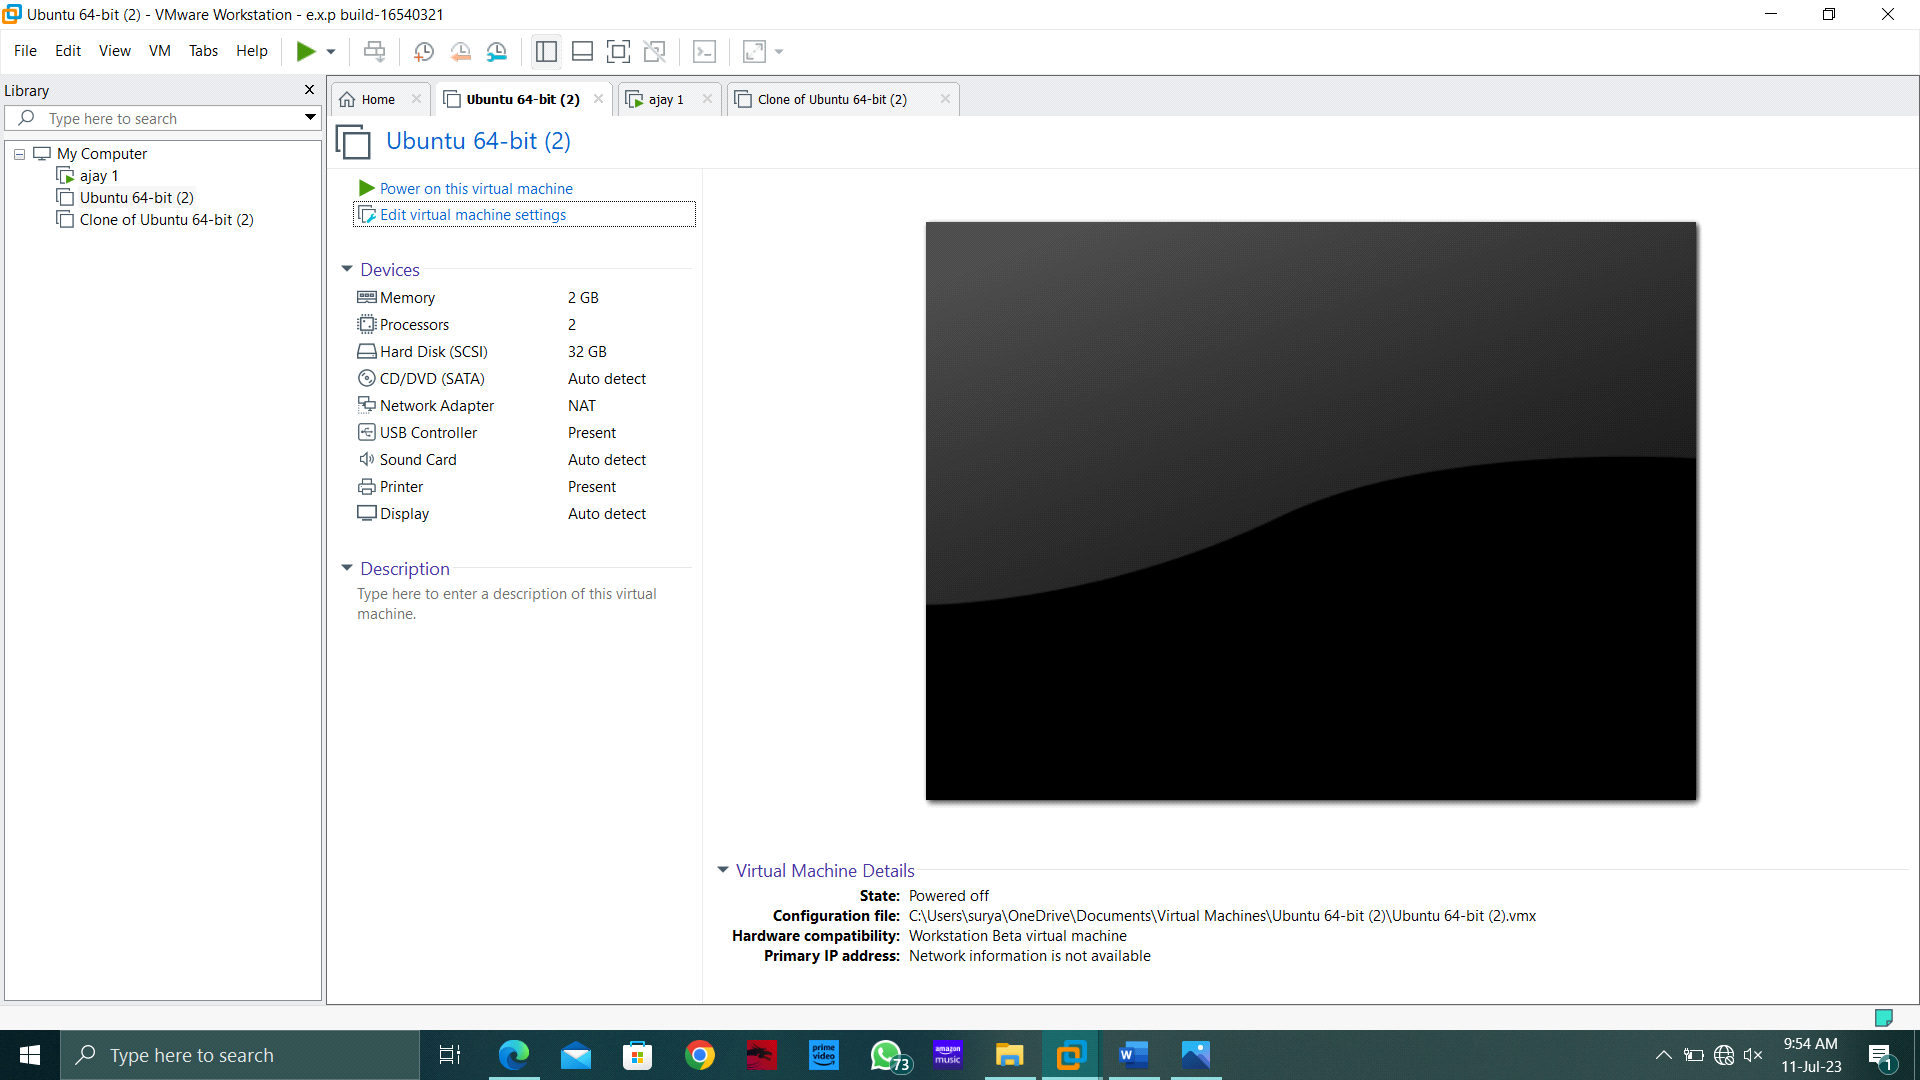 Ubuntu 64-bit (2) - VMware Workstation - e.x.p build-16540321
File Edit View VM Tabs Help
Library
Type here to search
My Computer
ajay 1
Ubuntu 64-bit (2)
Clone of Ubuntu 64-bit (2)
Home Ubuntu 64-bit (2) ajay 1 Clone of Ubuntu 64-bit (2)
Ubuntu 64-bit (2)
Power on this virtual machine
Edit virtual machine settings
Devices
Memory 2 GB
Processors 2
Hard Disk (SCSI) 32 GB
CD/DVD (SATA) Auto detect
Network Adapter NAT
USB Controller Present
Sound Card Auto detect
Printer Present
Display Auto detect
Description
Type here to enter a description of this virtual
machine.
Virtual Machine Details
State: Powered off
Configuration file: C:\Users\surya\OneDrive\Documents\Virtual Machines\Ubuntu 64-bit (2)\Ubuntu 64-bit (2).vmx
Hardware compatibility: Workstation Beta virtual machine
Primary IP address: Network information is not available
Type here to search
prime video
73
amazon music
W
9:54 AM
11-Jul-23
1